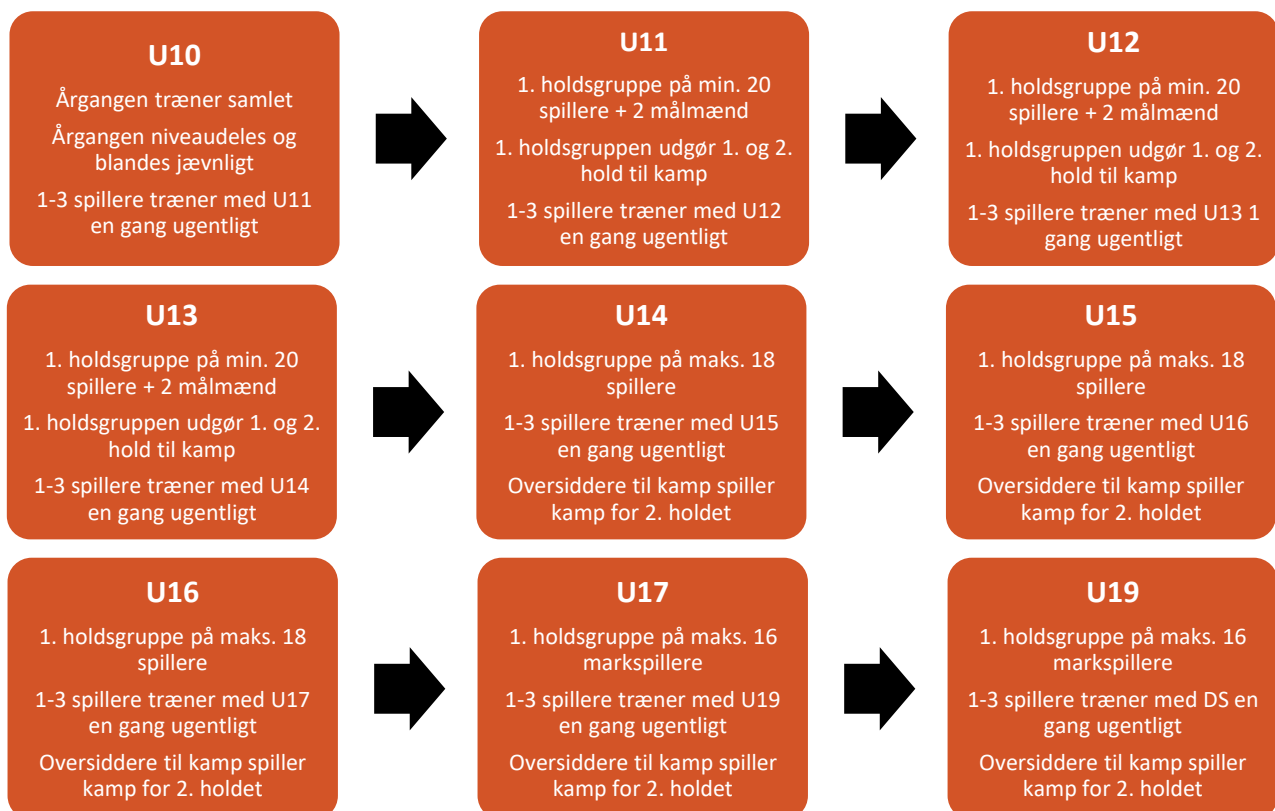 U10
Årgangen træner samlet
Årgangen niveaudeles og
blandes jævnligt
1-3 spillere træner med U11
en gang ugentligt
U11
1. holdsgruppe på min. 20
spillere + 2 målmænd
1. holdsgruppen udgør 1. og 2.
hold til kamp
1-3 spillere træner med U12
en gang ugentligt
U12
1. holdsgruppe på min. 20
spillere + 2 målmænd
1. holdsgruppen udgør 1. og 2.
hold til kamp
1-3 spillere træner med U13 1
gang ugentligt
U13
1. holdsgruppe på min. 20
spillere + 2 målmænd
1. holdsgruppen udgør 1. og 2.
hold til kamp
1-3 spillere træner med U14
en gang ugentligt
U14
1. holdsgruppe på maks. 18
spillere
1-3 spillere træner med U15
en gang ugentligt
Oversiddere til kamp spiller
kamp for 2. holdet
U15
1. holdsgruppe på maks. 18
spillere
1-3 spillere træner med U16
en gang ugentligt
Oversiddere til kamp spiller
kamp for 2. holdet
U16
1. holdsgruppe på maks. 18
spillere
1-3 spillere træner med U17
en gang ugentligt
Oversiddere til kamp spiller
kamp for 2. holdet
U17
1. holdsgruppe på maks. 16
markspillere
1-3 spillere træner med U19
en gang ugentligt
Oversiddere til kamp spiller
kamp for 2. holdet
U19
1. holdsgruppe på maks. 16
markspillere
1-3 spillere træner med DS en
gang ugentligt
Oversiddere til kamp spiller
kamp for 2. holdet